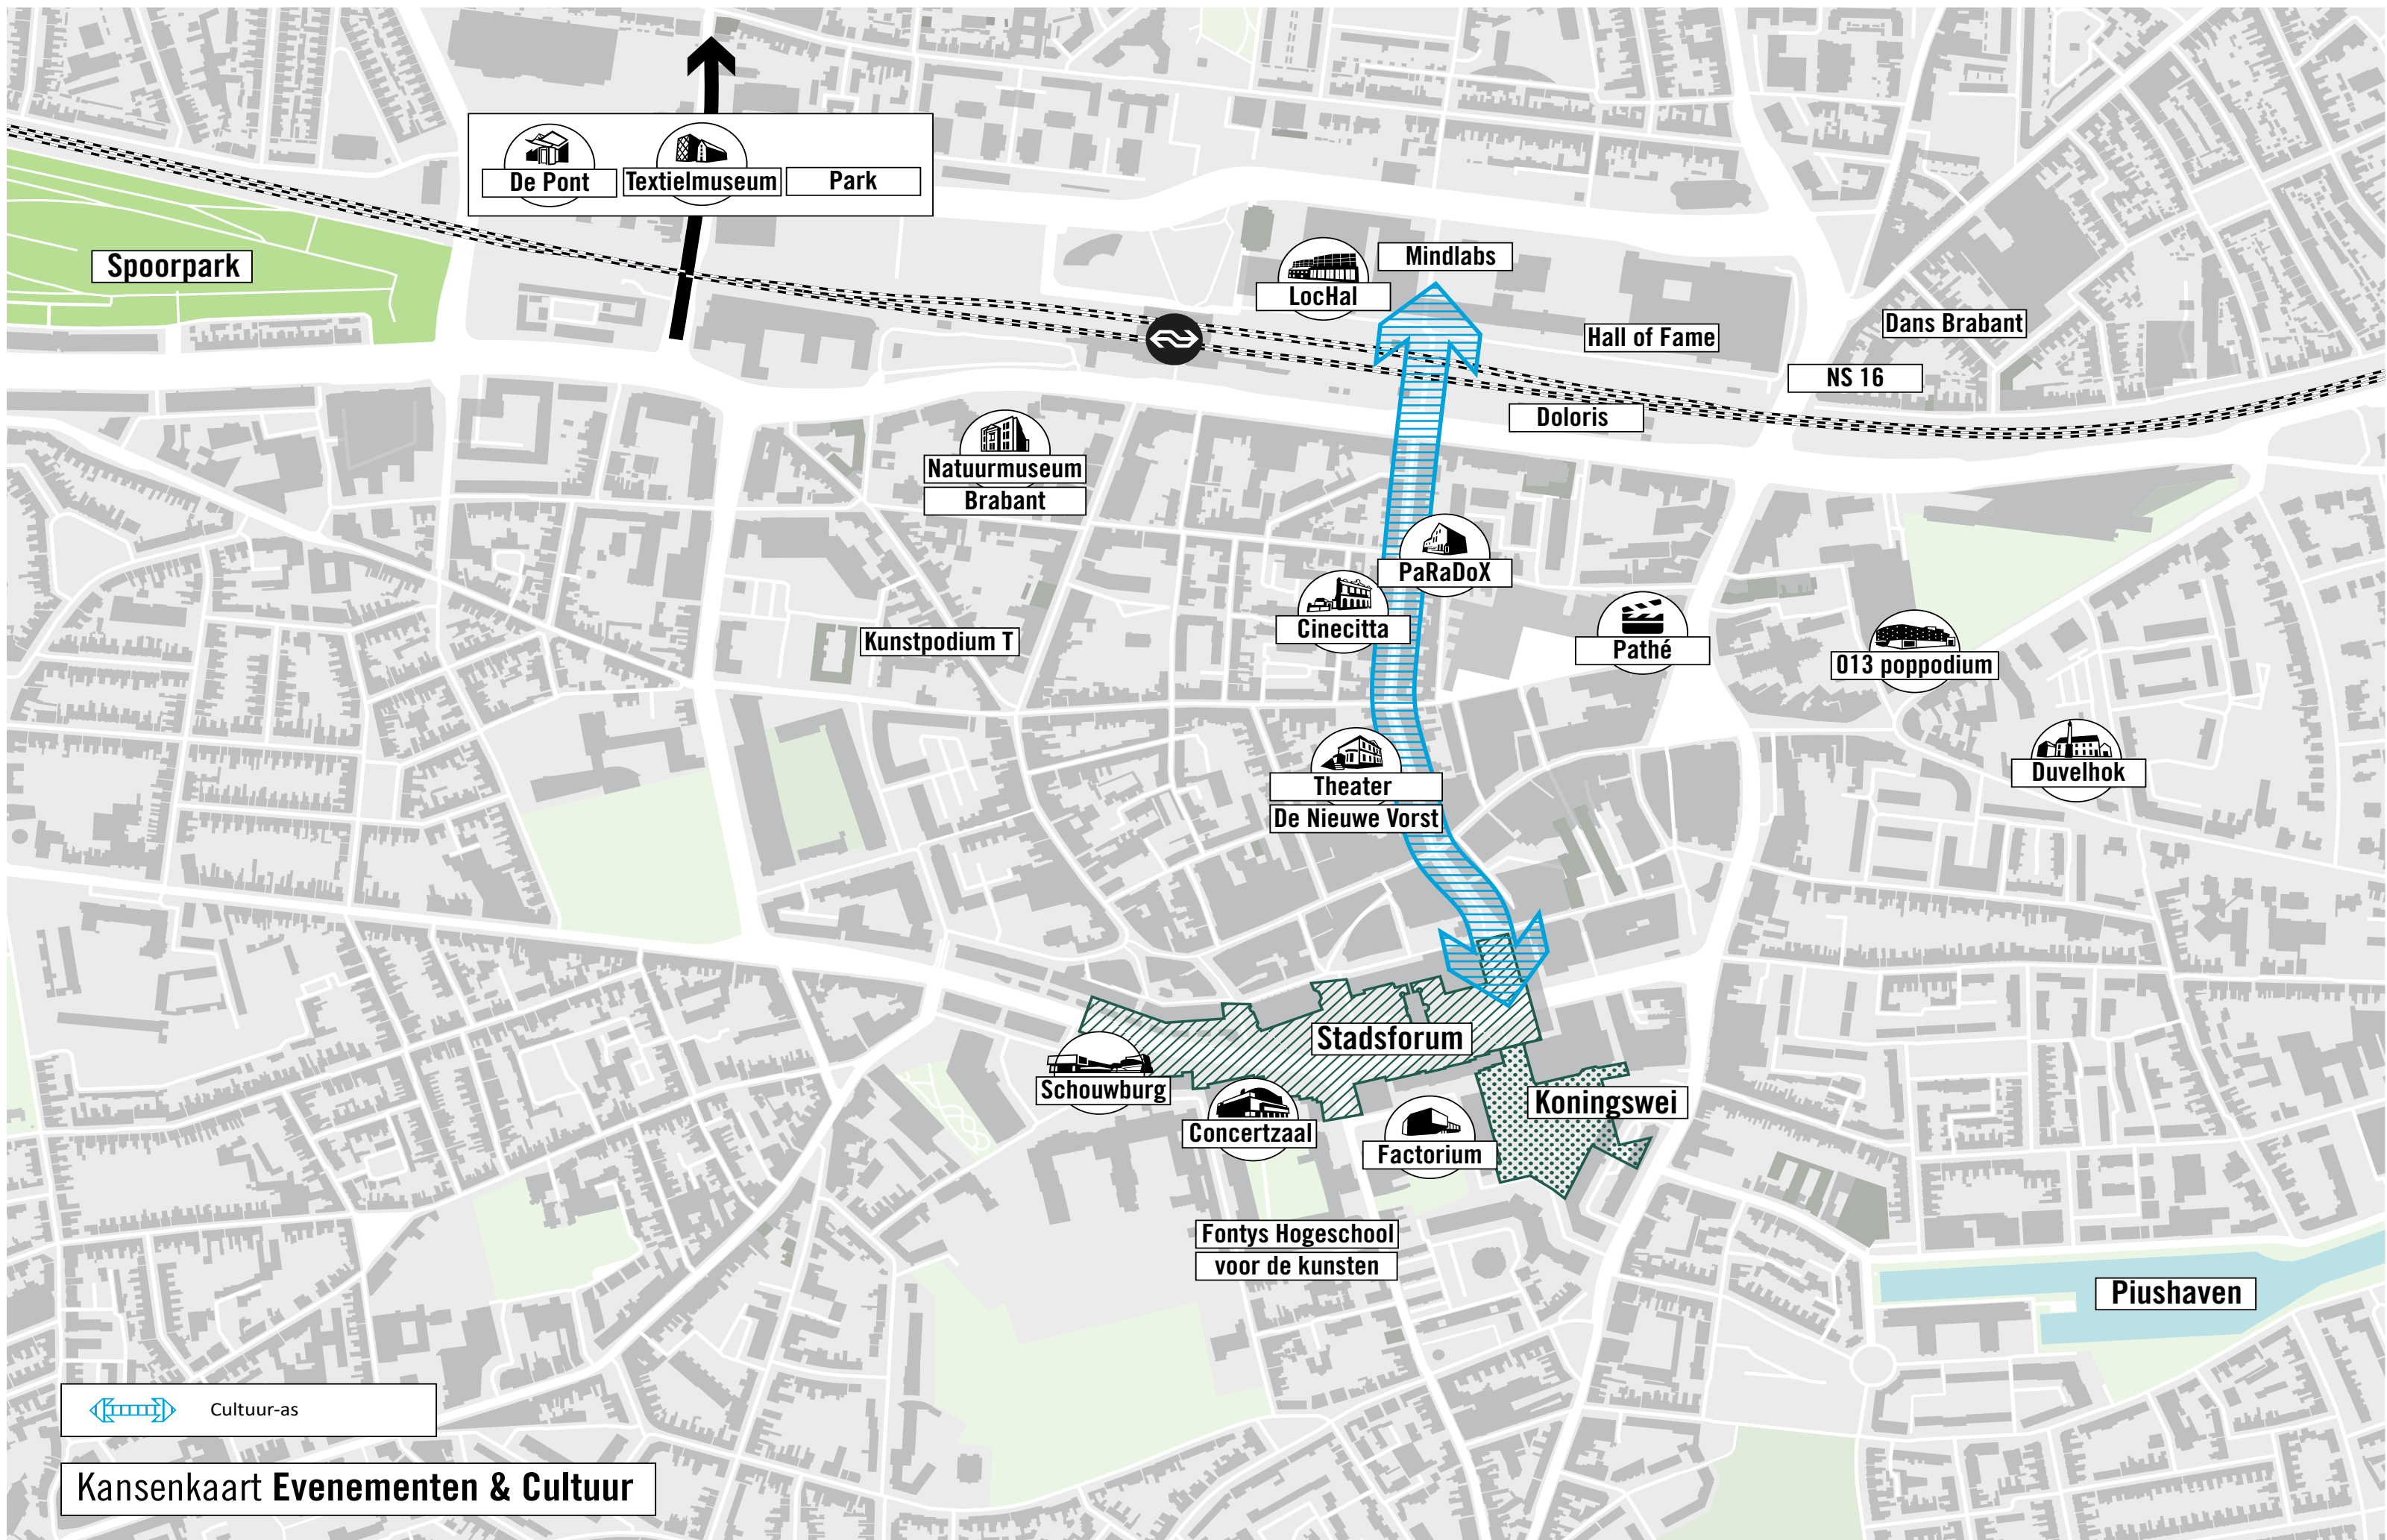 De Pont
Textielmuseum
Park
Spoorpark
Mindlabs
LocHal
Hall of Fame
Dans Brabant
NS 16
Doloris
Natuurmuseum
Brabant
PaRaDoX
Cinecitta
Kunstpodium T
Pathé
013 poppodium
Duvelhok
Theater
De Nieuwe Vorst
Stadsforum
Schouwburg
Koningswei
Concertzaal
Factorium
Fontys Hogeschool
voor de kunsten
Piushaven
Cultuur-as
Kansenkaart Evenementen & Cultuur